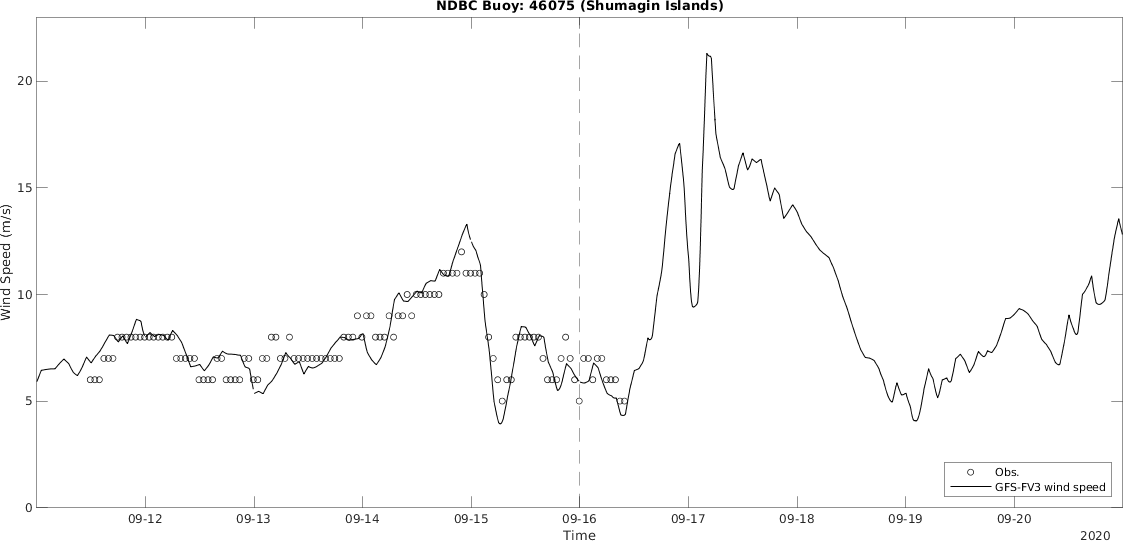 NDBC Buoy: 46075 (Shumagin Islands)
Wind Speed (m/s)
20
15
10
5
0
Obs.
GFS-FV3 wind speed
09-12 09-13 09-14 09-15 09-16 09-17 09-18 09-19 09-20
Time
2020